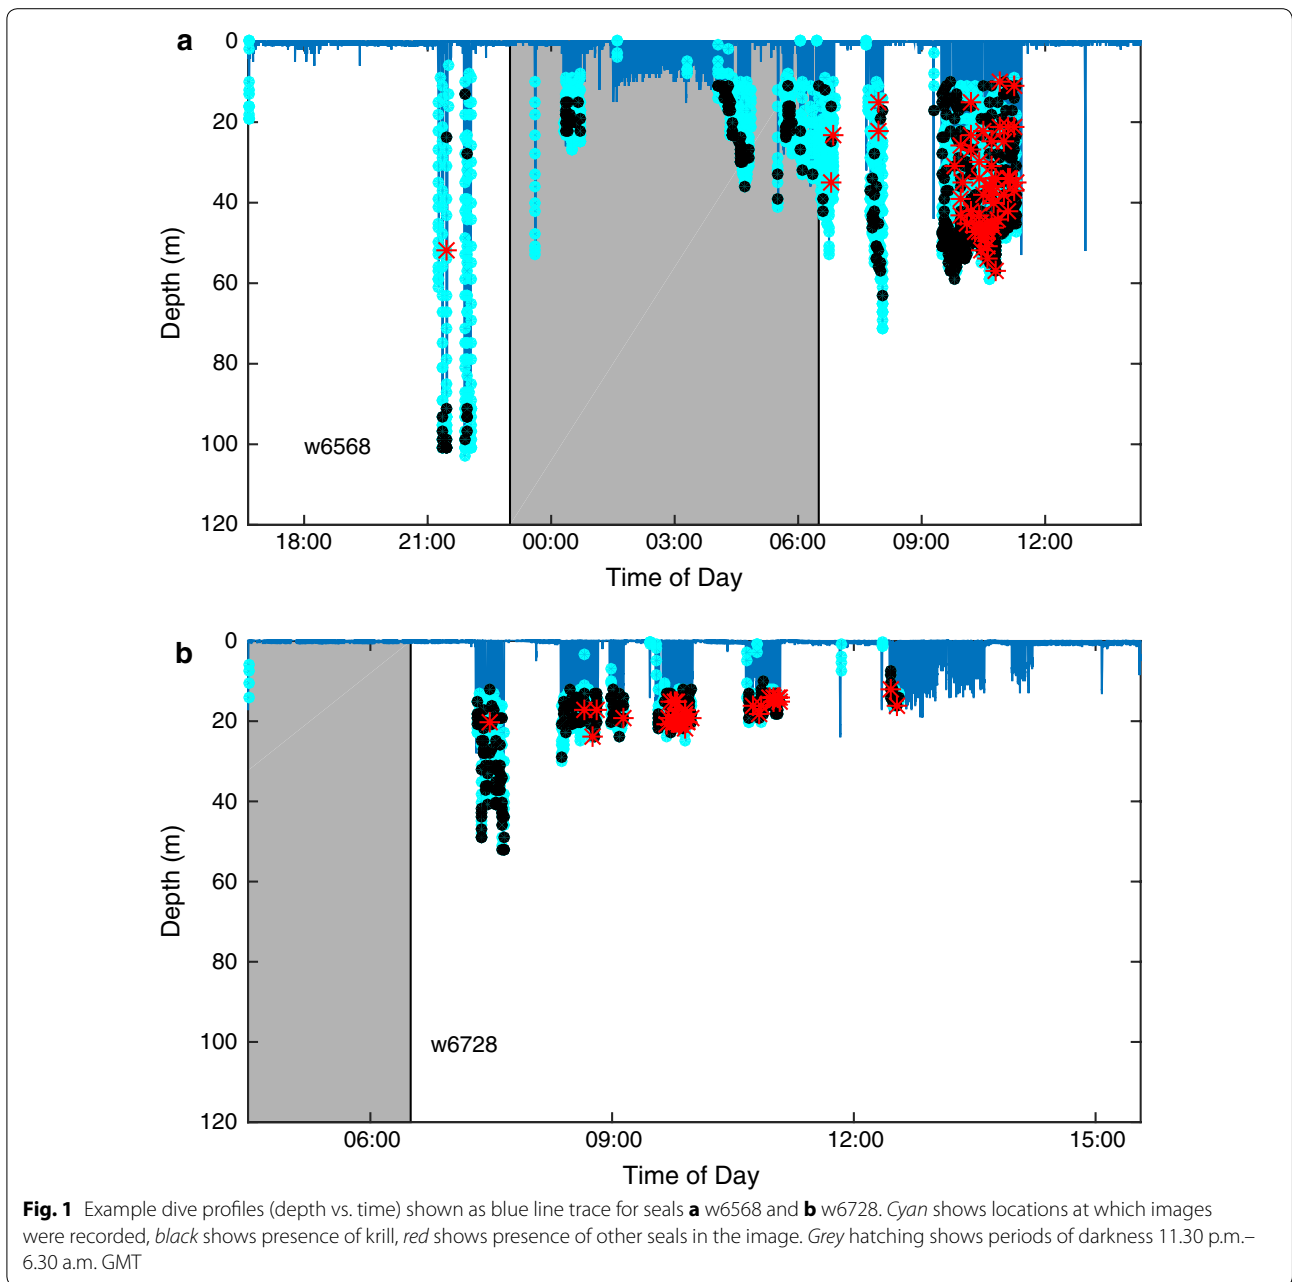 a
0
20
40
60
80
100
120
Depth (m)
w6568
18:00 21:00 00:00 03:00 06:00 09:00 12:00
Time of Day
b
0
20
40
60
80
100
120
Depth (m)
w6728
06:00 09:00 12:00 15:00
Time of Day
Fig. 1 Example dive profiles (depth vs. time) shown as blue line trace for seals a w6568 and b w6728. Cyan shows locations at which images
were recorded, black shows presence of krill, red shows presence of other seals in the image. Grey hatching shows periods of darkness 11.30 p.m.–
6.30 a.m. GMT